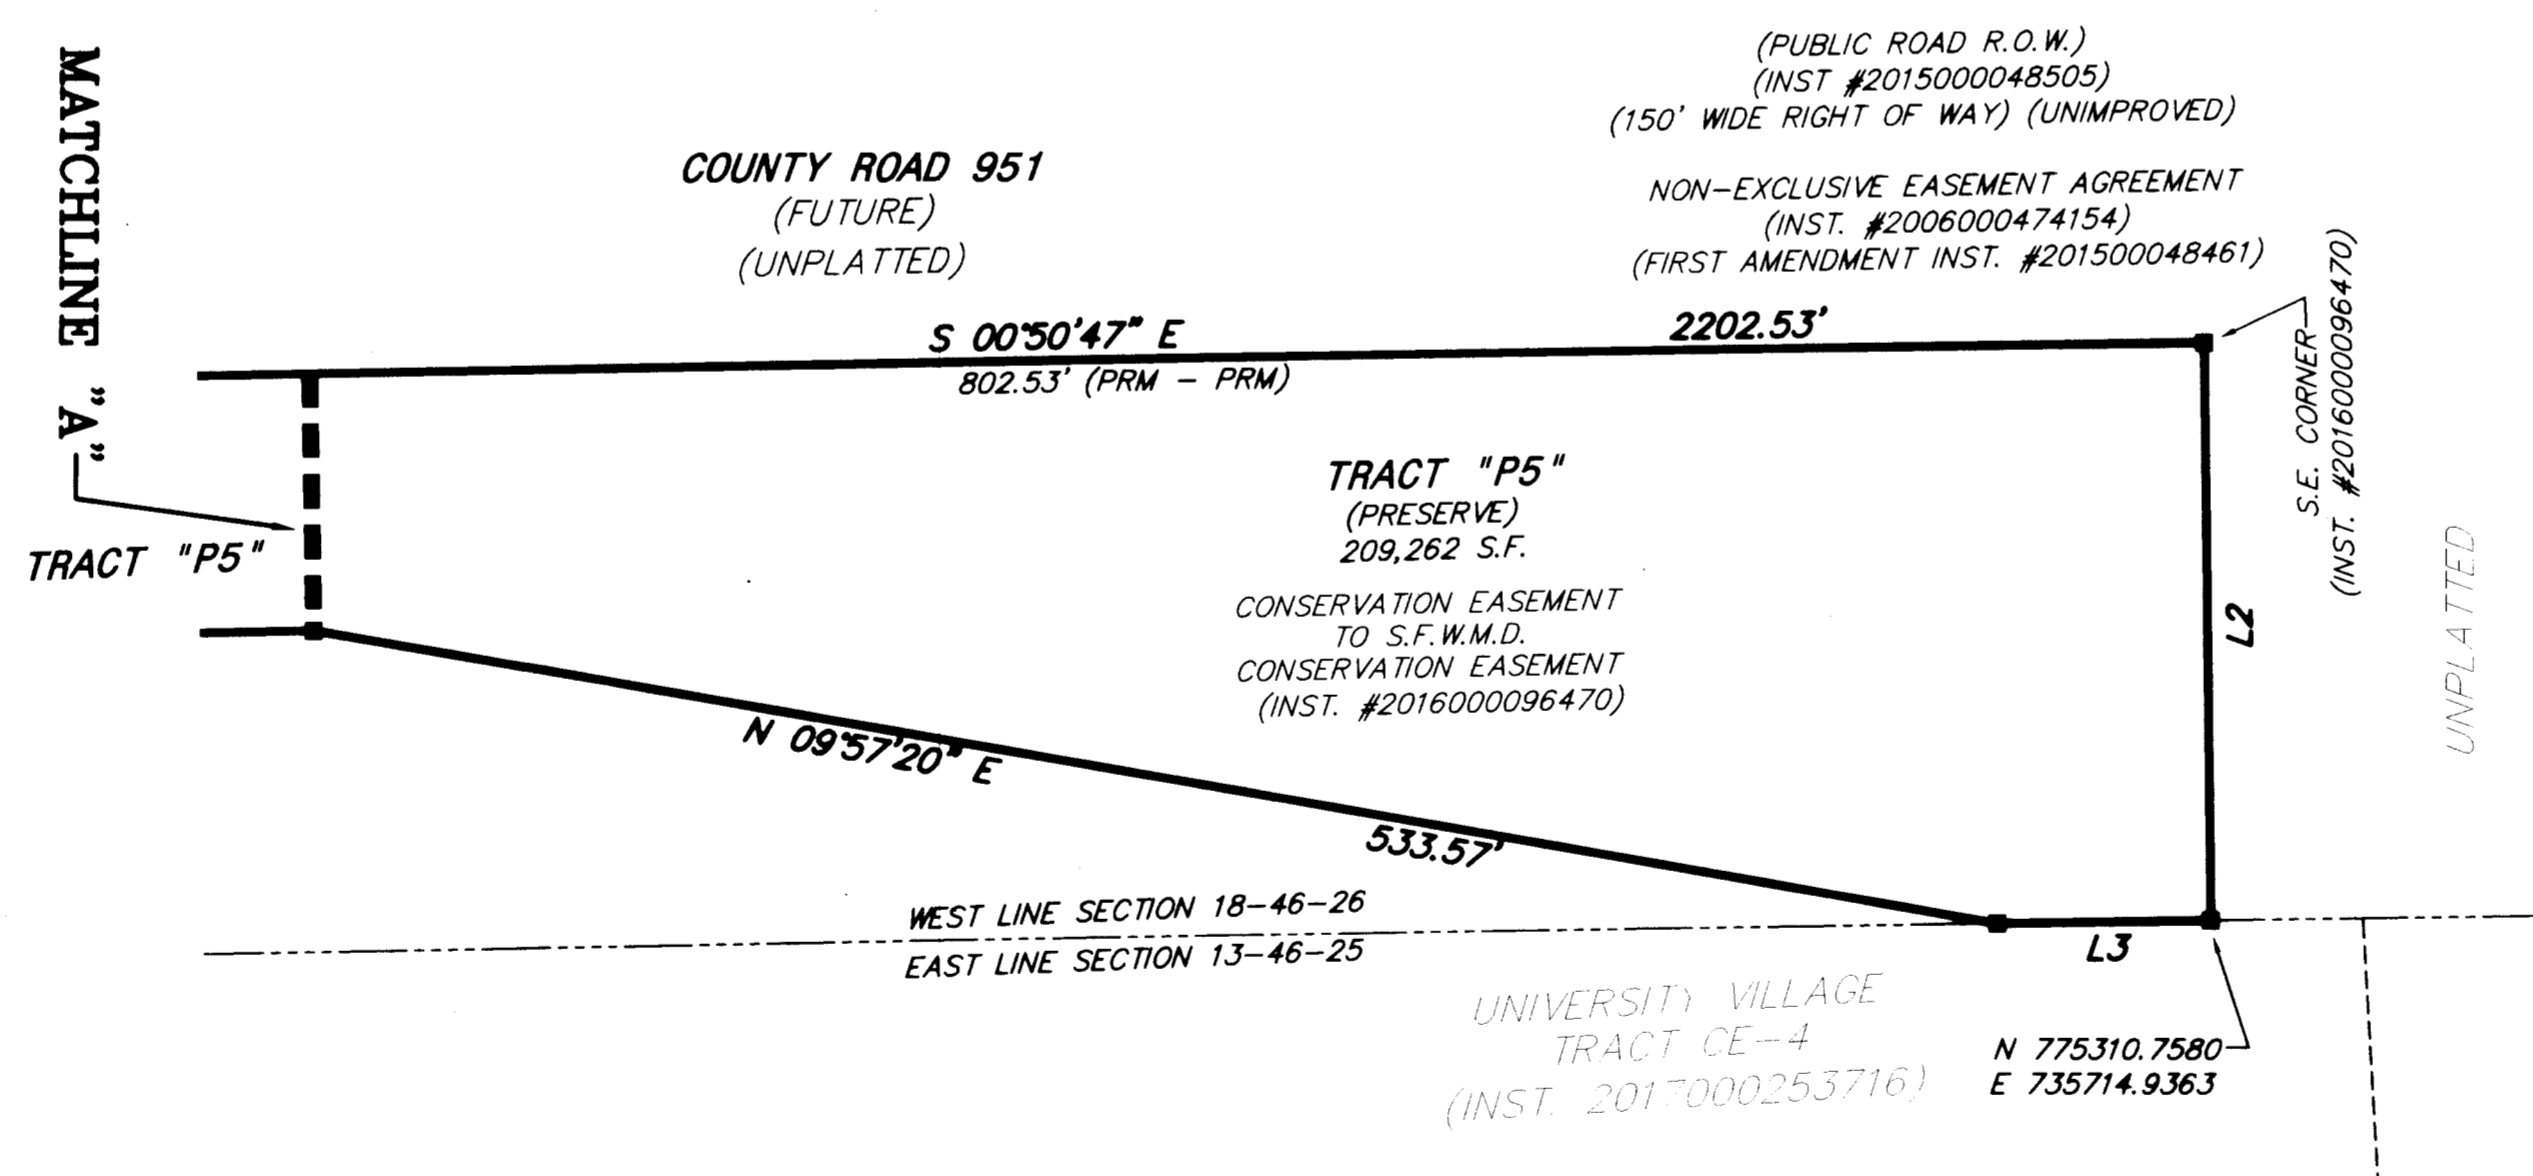 MATCHLINE "A"
TRACT "P5"
COUNTY ROAD 951
(FUTURE)
(UNPLATTED)
(PUBLIC ROAD R.O.W.)
(INST #2015000048505)
(150' WIDE RIGHT OF WAY) (UNIMPROVED)
NON-EXCLUSIVE EASEMENT AGREEMENT
(INST. #2006000474154)
(FIRST AMENDMENT INST. #201500048461)
S 00°50'47" E
2202.53'
802.53' (PRM - PRM)
S.E. CORNER
(INST. #2016000096470)
TRACT "P5"
(PRESERVE)
209,262 S.F.
CONSERVATION EASEMENT
TO S.F.W.M.D.
CONSERVATION EASEMENT
(INST. #2016000096470)
L2
UNPLATTED
N 09°57'20" E
533.57'
WEST LINE SECTION 18-46-26
EAST LINE SECTION 13-46-25
L3
UNIVERSITY VILLAGE
TRACT CE-4
(INST. 2017000253716)
N 775310.7580
E 735714.9363